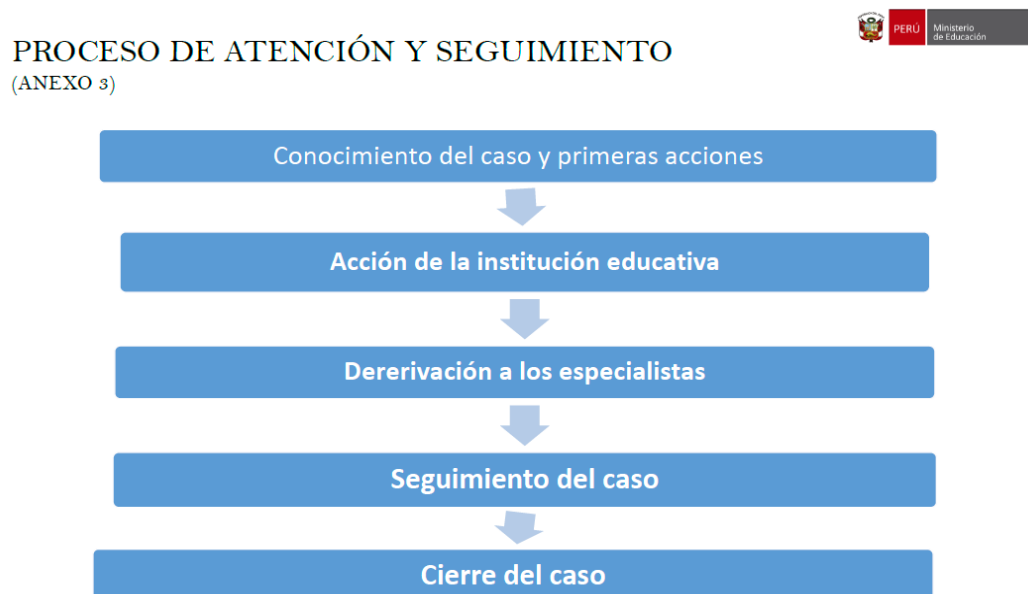 PERÚ
Ministerio
de Educación
PROCESO DE ATENCIÓN Y SEGUIMIENTO
(ANEXO 3)
Conocimiento del caso y primeras acciones
Acción de la institución educativa
Dererivación a los especialistas
Seguimiento del caso
Cierre del caso